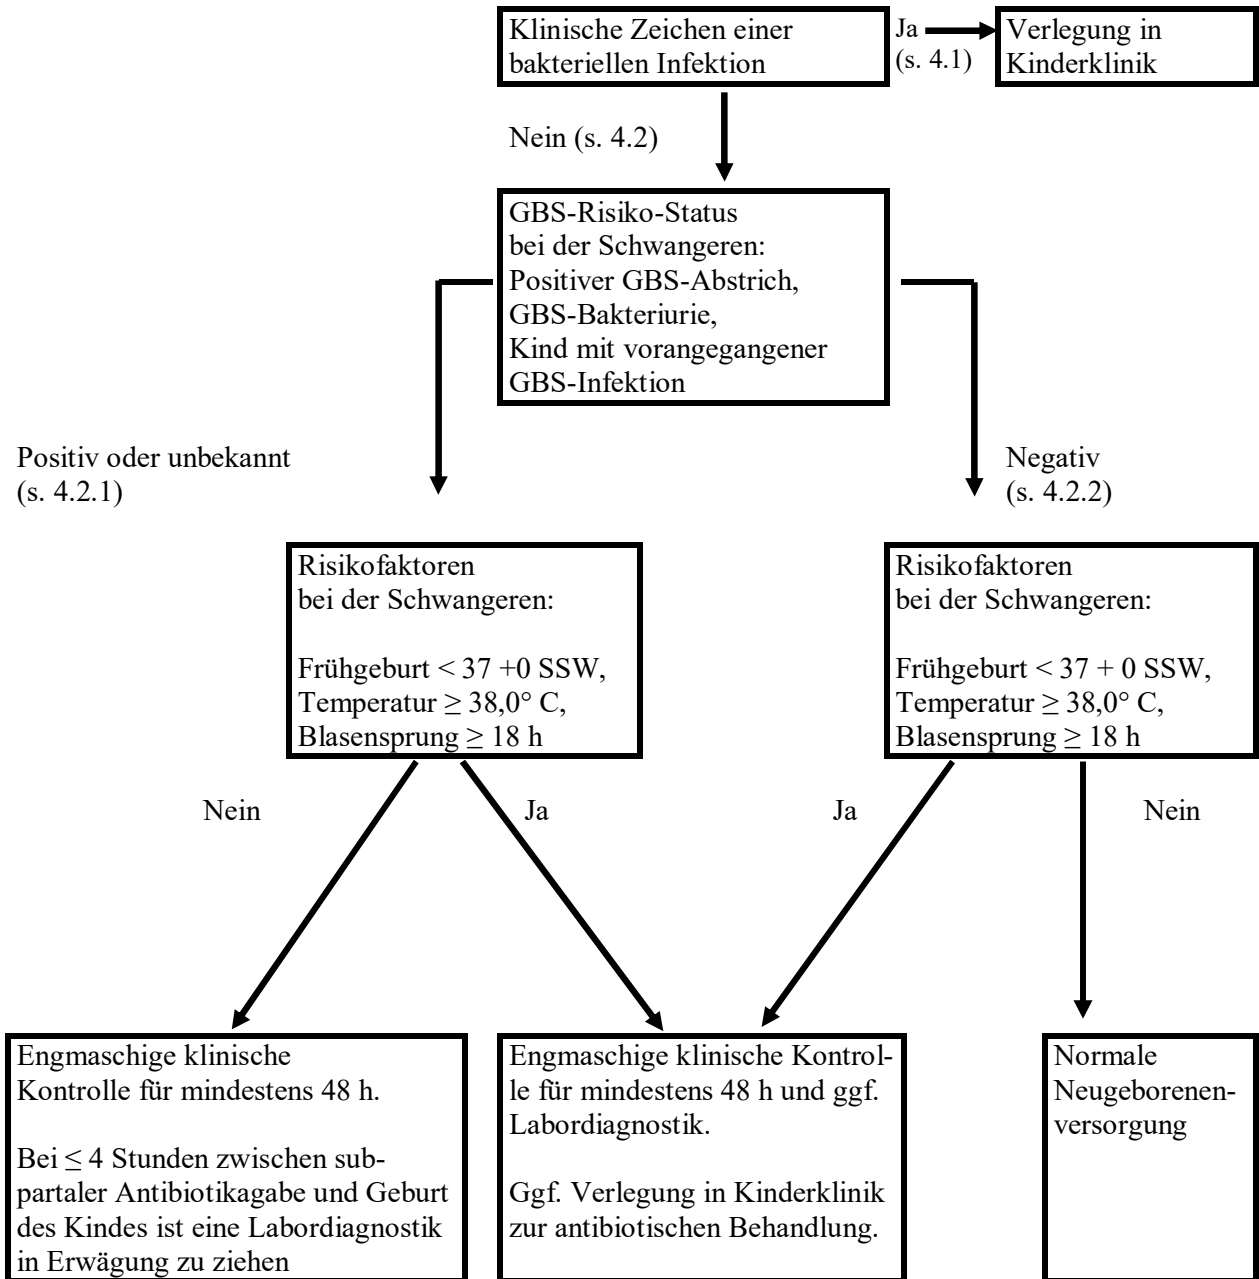 Klinische Zeichen einer
bakteriellen Infektion
Ja
(s. 4.1)
Verlegung in
Kinderklinik
Nein (s. 4.2)
GBS-Risiko-Status
bei der Schwangeren:
Positiver GBS-Abstrich,
GBS-Bakteriurie,
Kind mit vorangegangener
GBS-Infektion
Positiv oder unbekannt
(s. 4.2.1)
Negativ
(s. 4.2.2)
Risikofaktoren
bei der Schwangeren:
Frühgeburt < 37 +0 SSW,
Temperatur ≥ 38,0° C,
Blasensprung ≥ 18 h
Risikofaktoren
bei der Schwangeren:
Frühgeburt < 37 + 0 SSW,
Temperatur ≥ 38,0° C,
Blasensprung ≥ 18 h
Nein
Ja
Ja
Nein
Engmaschige klinische
Kontrolle für mindestens 48 h.
Bei ≤ 4 Stunden zwischen sub-
partaler Antibiotikagabe und Geburt
des Kindes ist eine Labordiagnostik
in Erwägung zu ziehen
Engmaschige klinische Kontrol-
le für mindestens 48 h und ggf.
Labordiagnostik.
Ggf. Verlegung in Kinderklinik
zur antibiotischen Behandlung.
Normale
Neugeborenen-
versorgung